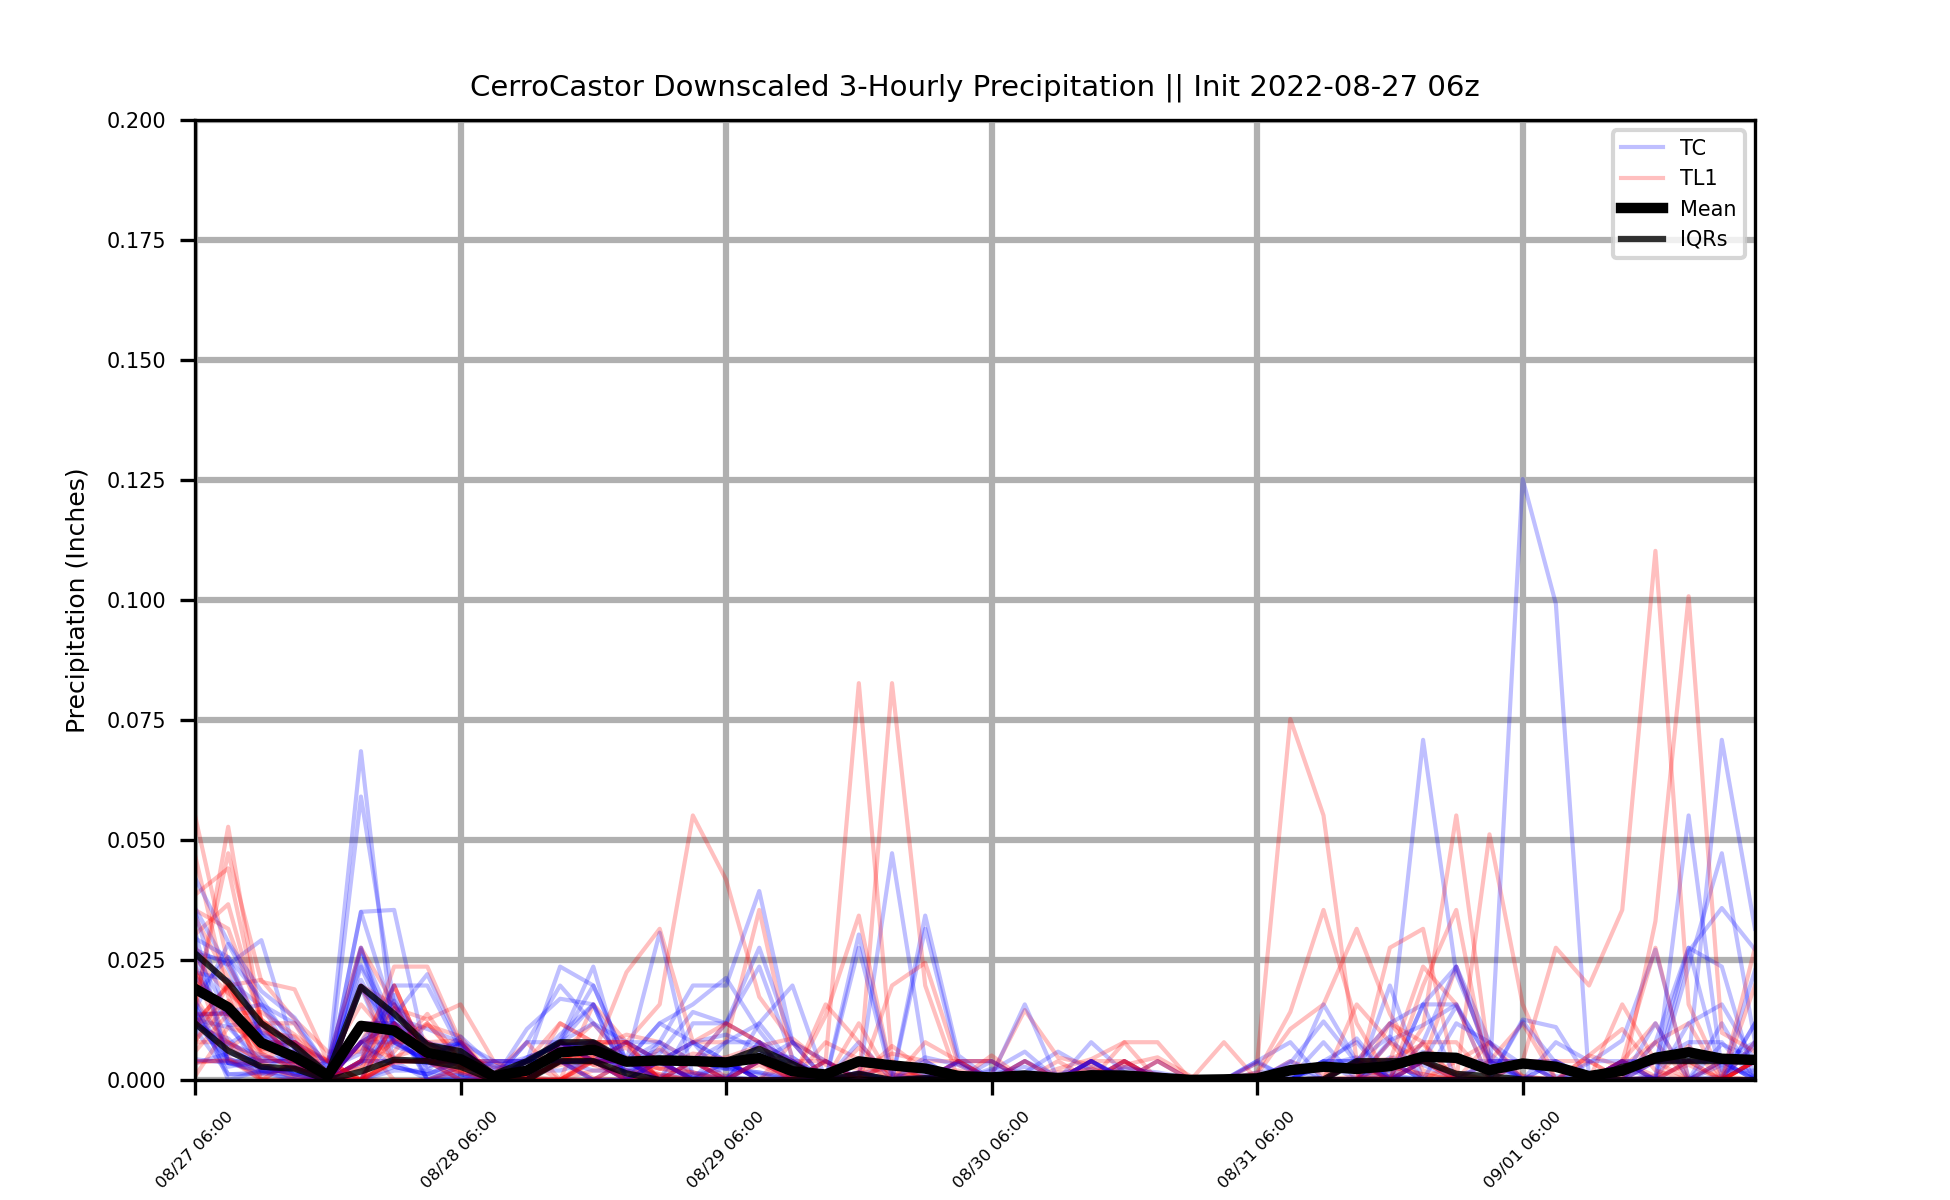 CerroCastor Downscaled 3-Hourly Precipitation || Init 2022-08-27 06z
0.200
0.175
0.150
0.125
0.100
0.075
0.050
0.025
0.000
Precipitation (Inches)
TC
TL1
Mean
IQRs
08/27 06:00
08/28 06:00
08/29 06:00
08/30 06:00
08/31 06:00
09/01 06:00